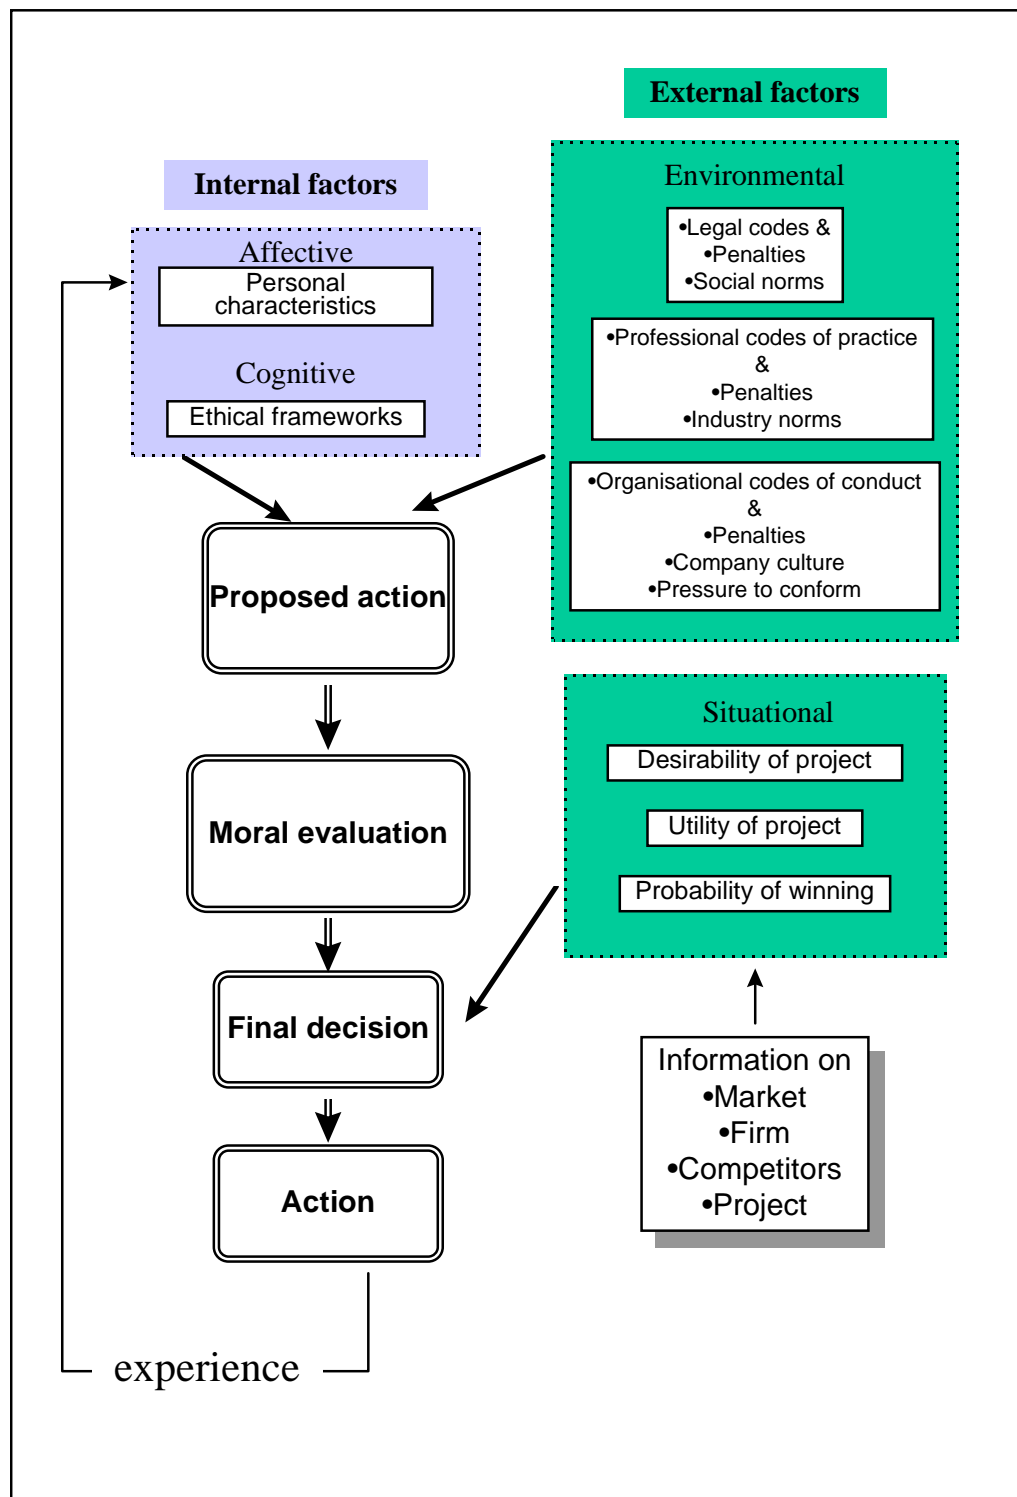 External factors
Environmental
•Legal codes &
•Penalties
•Social norms
•Professional codes of practice
&
•Penalties
•Industry norms
•Organisational codes of conduct
&
•Penalties
•Company culture
•Pressure to conform
Internal factors
Affective
Personal
characteristics
Cognitive
Ethical frameworks
Proposed action
Moral evaluation
Final decision
Action
Situational
Desirability of project
Utility of project
Probability of winning
Information on
•Market
•Firm
•Competitors
•Project
experience